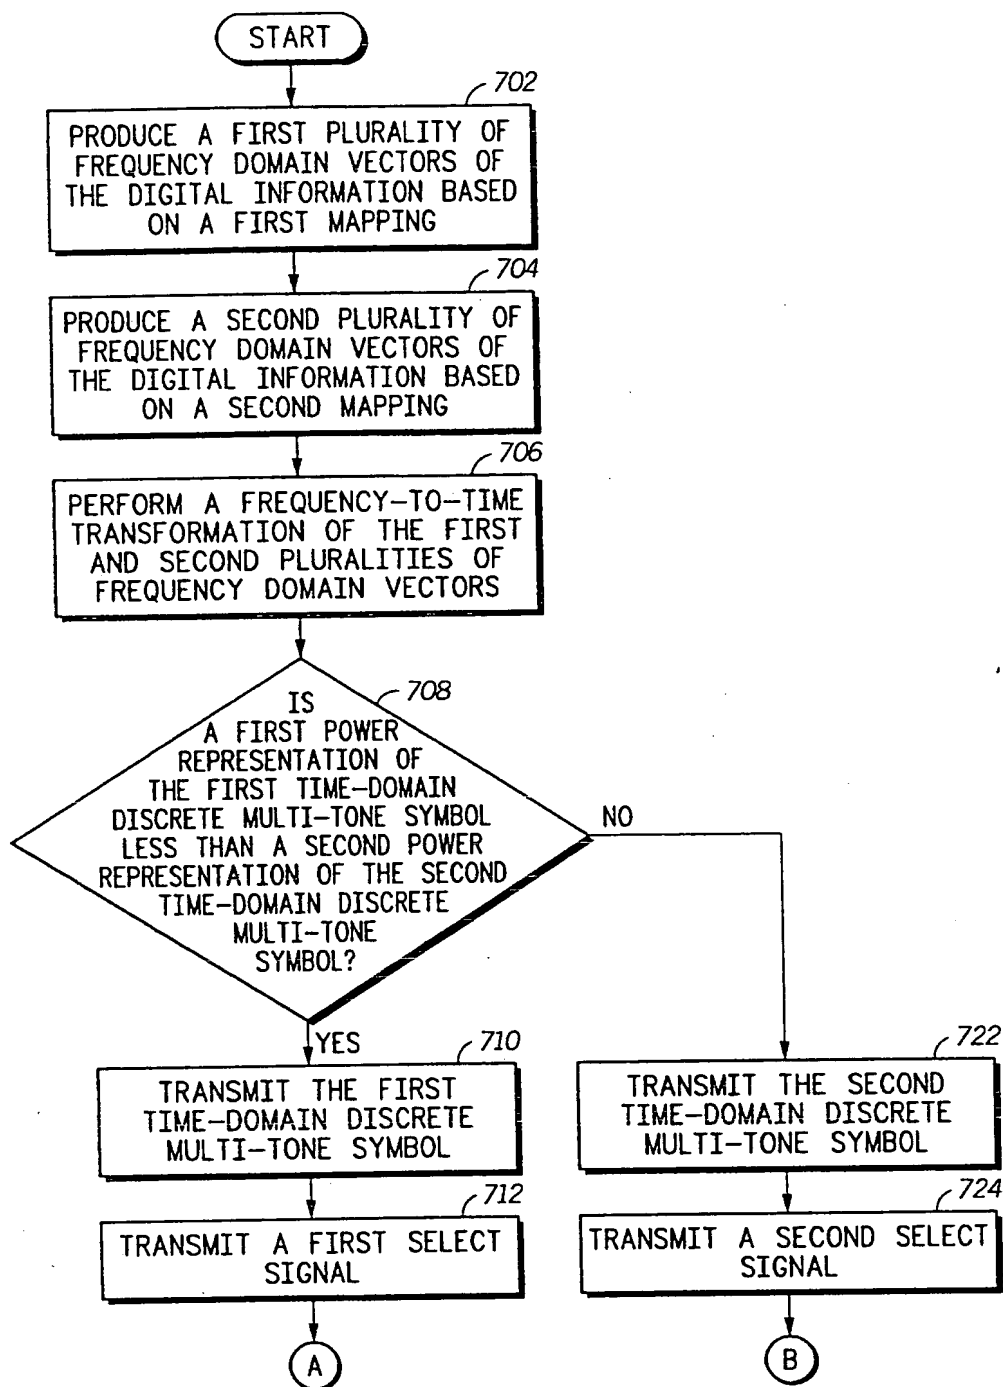 START
702
PRODUCE A FIRST PLURALITY OF
FREQUENCY DOMAIN VECTORS OF
THE DIGITAL INFORMATION BASED
ON A FIRST MAPPING
704
PRODUCE A SECOND PLURALITY OF
FREQUENCY DOMAIN VECTORS OF
THE DIGITAL INFORMATION BASED
ON A SECOND MAPPING
706
PERFORM A FREQUENCY-TO-TIME
TRANSFORMATION OF THE FIRST
AND SECOND PLURALITIES OF
FREQUENCY DOMAIN VECTORS
708
IS
A FIRST POWER
REPRESENTATION OF
THE FIRST TIME-DOMAIN
DISCRETE MULTI-TONE SYMBOL
LESS THAN A SECOND POWER
REPRESENTATION OF THE SECOND
TIME-DOMAIN DISCRETE
MULTI-TONE
SYMBOL?
NO
YES
710
TRANSMIT THE FIRST
TIME-DOMAIN DISCRETE
MULTI-TONE SYMBOL
712
TRANSMIT A FIRST SELECT
SIGNAL
A
722
TRANSMIT THE SECOND
TIME-DOMAIN DISCRETE
MULTI-TONE SYMBOL
724
TRANSMIT A SECOND SELECT
SIGNAL
B